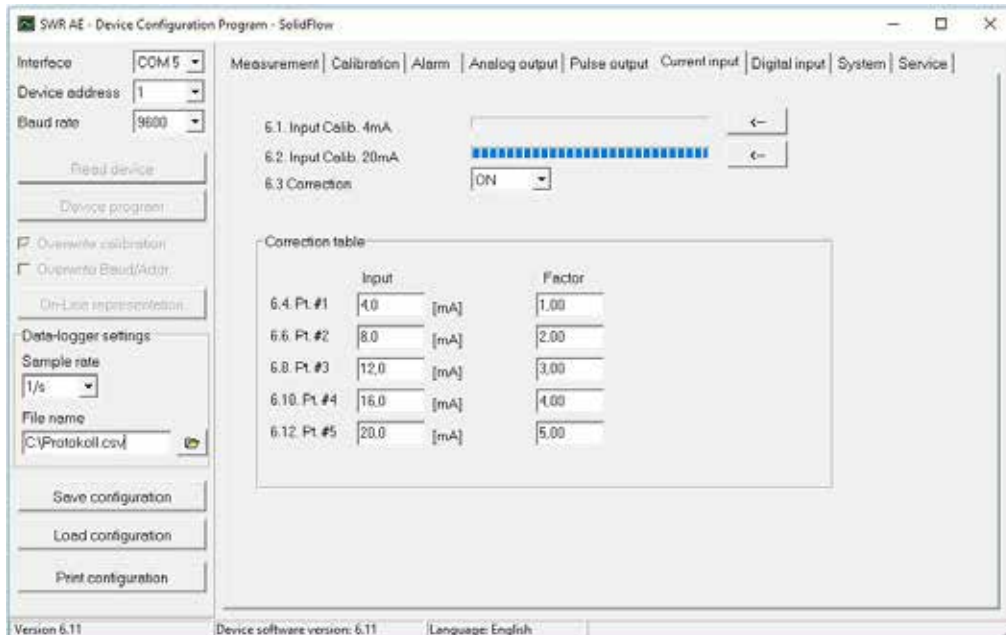 SWR AE - Device Configuration Program - SolidFlow
Interface COM 5
Device address 1
Baud rate 9600
Read device
Device program
Overwrite calibration
Overwrite Baud/Addr.
On-Line representation
Data-logger settings
Sample rate
1/s
File name
C:\Protokoll.csv
Save configuration
Load configuration
Print configuration
Measurement Calibration Alarm Analog output Pulse output Current input Digital input System Service
6.1. Input Calib. 4mA <--
6.2. Input Calib. 20mA <--
6.3 Correction ON
Correction table
Input Factor
6.4. Pt. #1 4,0 [mA] 1,00
6.6. Pt. #2 8,0 [mA] 2,00
6.8. Pt. #3 12,0 [mA] 3,00
6.10. Pt. #4 16,0 [mA] 4,00
6.12. Pt. #5 20,0 [mA] 5,00
Version 6.11 Device software version: 6.11 Language: English